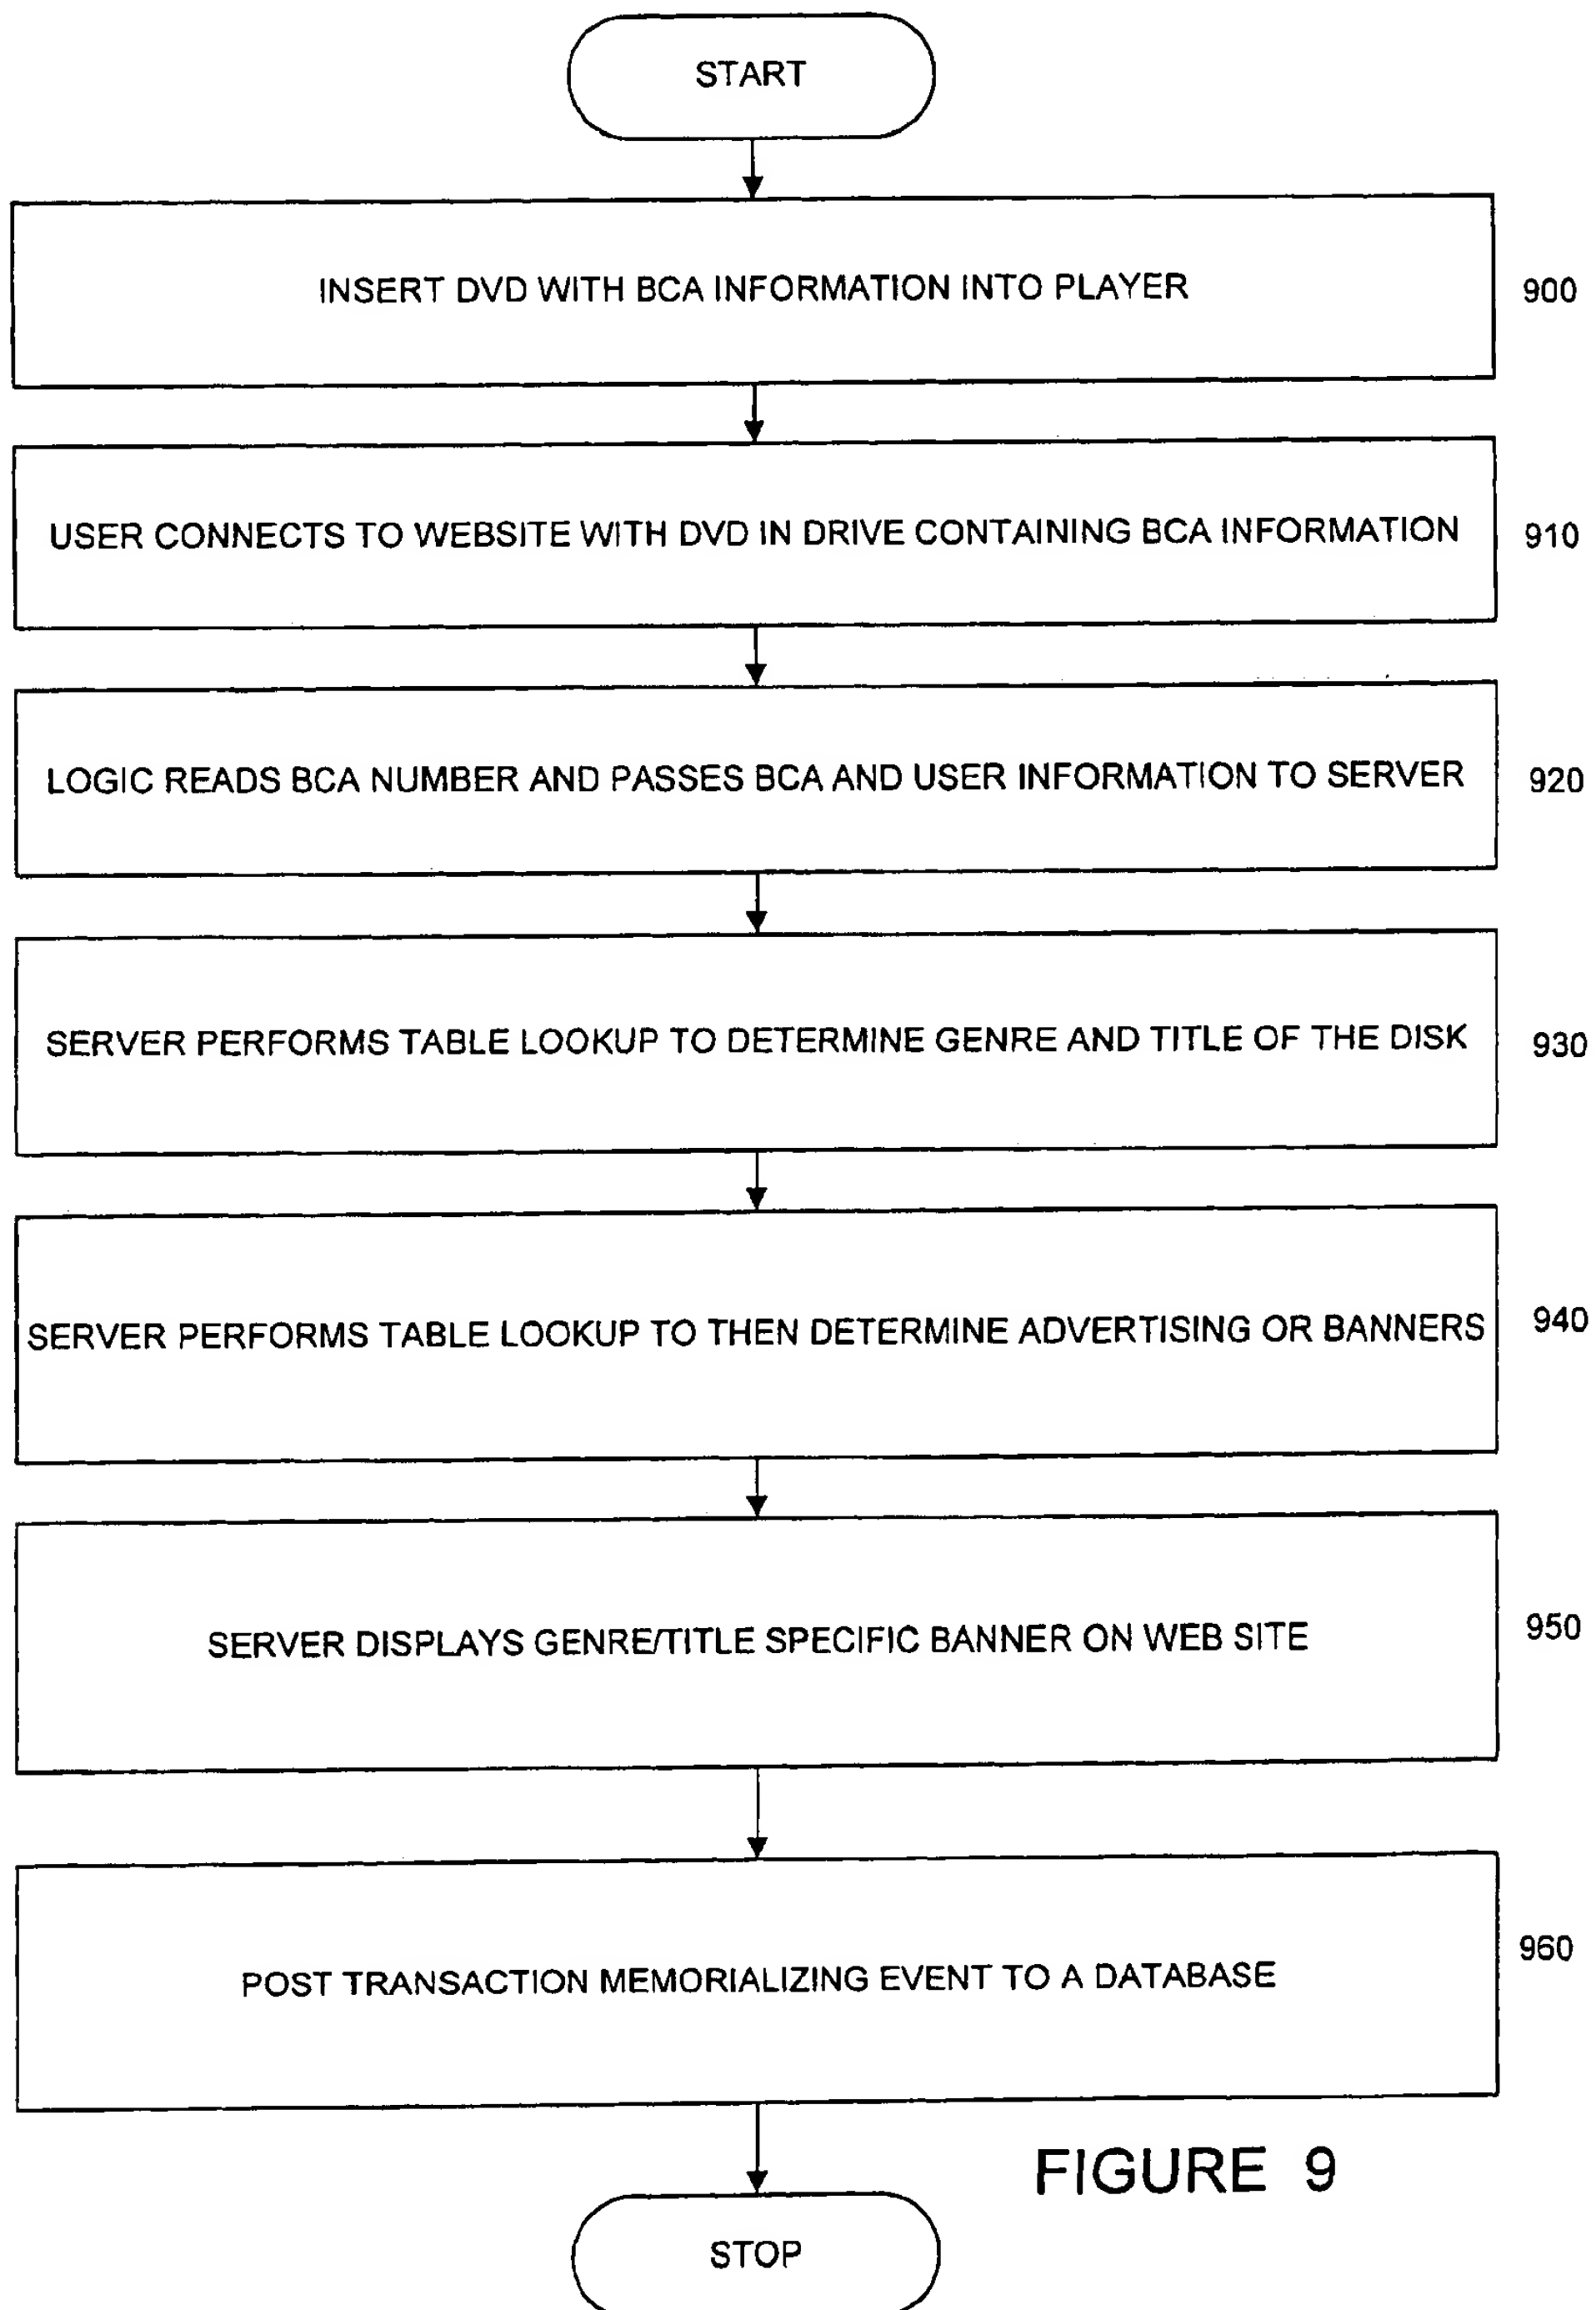 START
INSERT DVD WITH BCA INFORMATION INTO PLAYER
900
USER CONNECTS TO WEBSITE WITH DVD IN DRIVE CONTAINING BCA INFORMATION
910
LOGIC READS BCA NUMBER AND PASSES BCA AND USER INFORMATION TO SERVER
920
SERVER PERFORMS TABLE LOOKUP TO DETERMINE GENRE AND TITLE OF THE DISK
930
SERVER PERFORMS TABLE LOOKUP TO THEN DETERMINE ADVERTISING OR BANNERS
940
SERVER DISPLAYS GENRE/TITLE SPECIFIC BANNER ON WEB SITE
950
POST TRANSACTION MEMORIALIZING EVENT TO A DATABASE
960
FIGURE 9
STOP